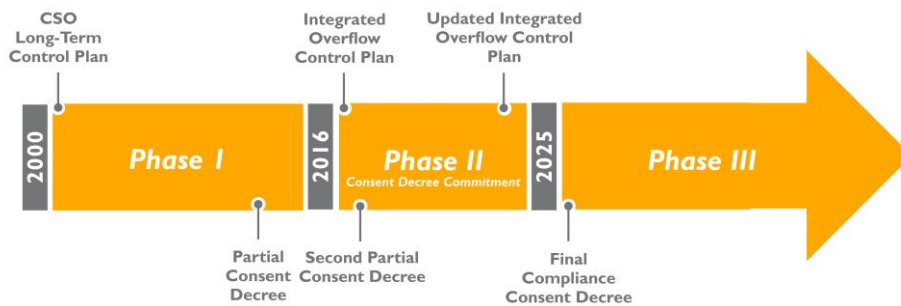 CSO
Long-Term
Control Plan
Integrated
Overflow
Control Plan
Updated Integrated
Overflow Control
Plan
2000
Phase I
2016
Phase II
Consent Decree Commitment
2025
Phase III
Partial
Consent
Decree
Second Partial
Consent Decree
Final
Compliance
Consent Decree